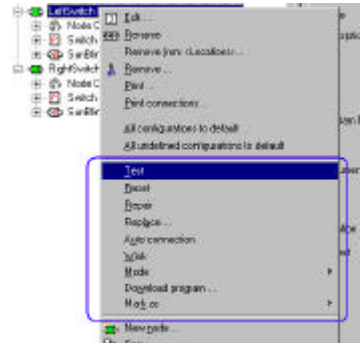 LeftSwitch
Node C
Switch
SanBli
RightSwitch
Node C
Switch
SanBli
Edit...
Rename
Remove from <Locations>...
Remove...
Print...
Print connections...
All configurations to default
All undefined configurations to default
Test
Reset
Repair
Replace...
Auto connection
Wink
Mode
Download program...
Mark as
New node...